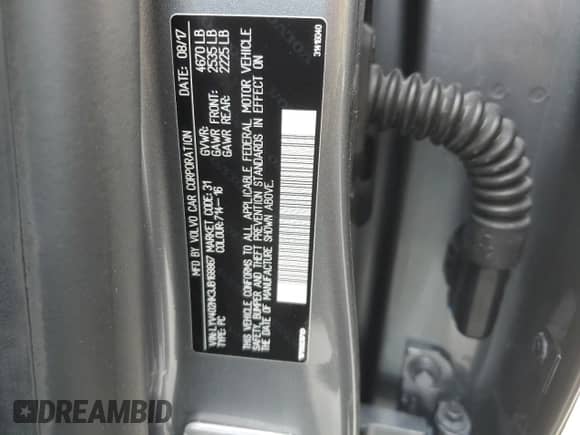 MFD BY VOLVO CAR CORPORATION DATE: 08/17
GVWR: 4670 LB
GAWR FRONT: 2535 LB
GAWR REAR: 2225 LB
MARKET CODE: 31
TYPE: PC COLOUR: 714-16
THIS VEHICLE CONFORMS TO ALL APPLICABLE FEDERAL MOTOR VEHICLE
SAFETY, BUMPER AND THEFT PREVENTION STANDARDS IN EFFECT ON
THE DATE OF MANUFACTURE SHOWN ABOVE.
31416040
DREAMBID